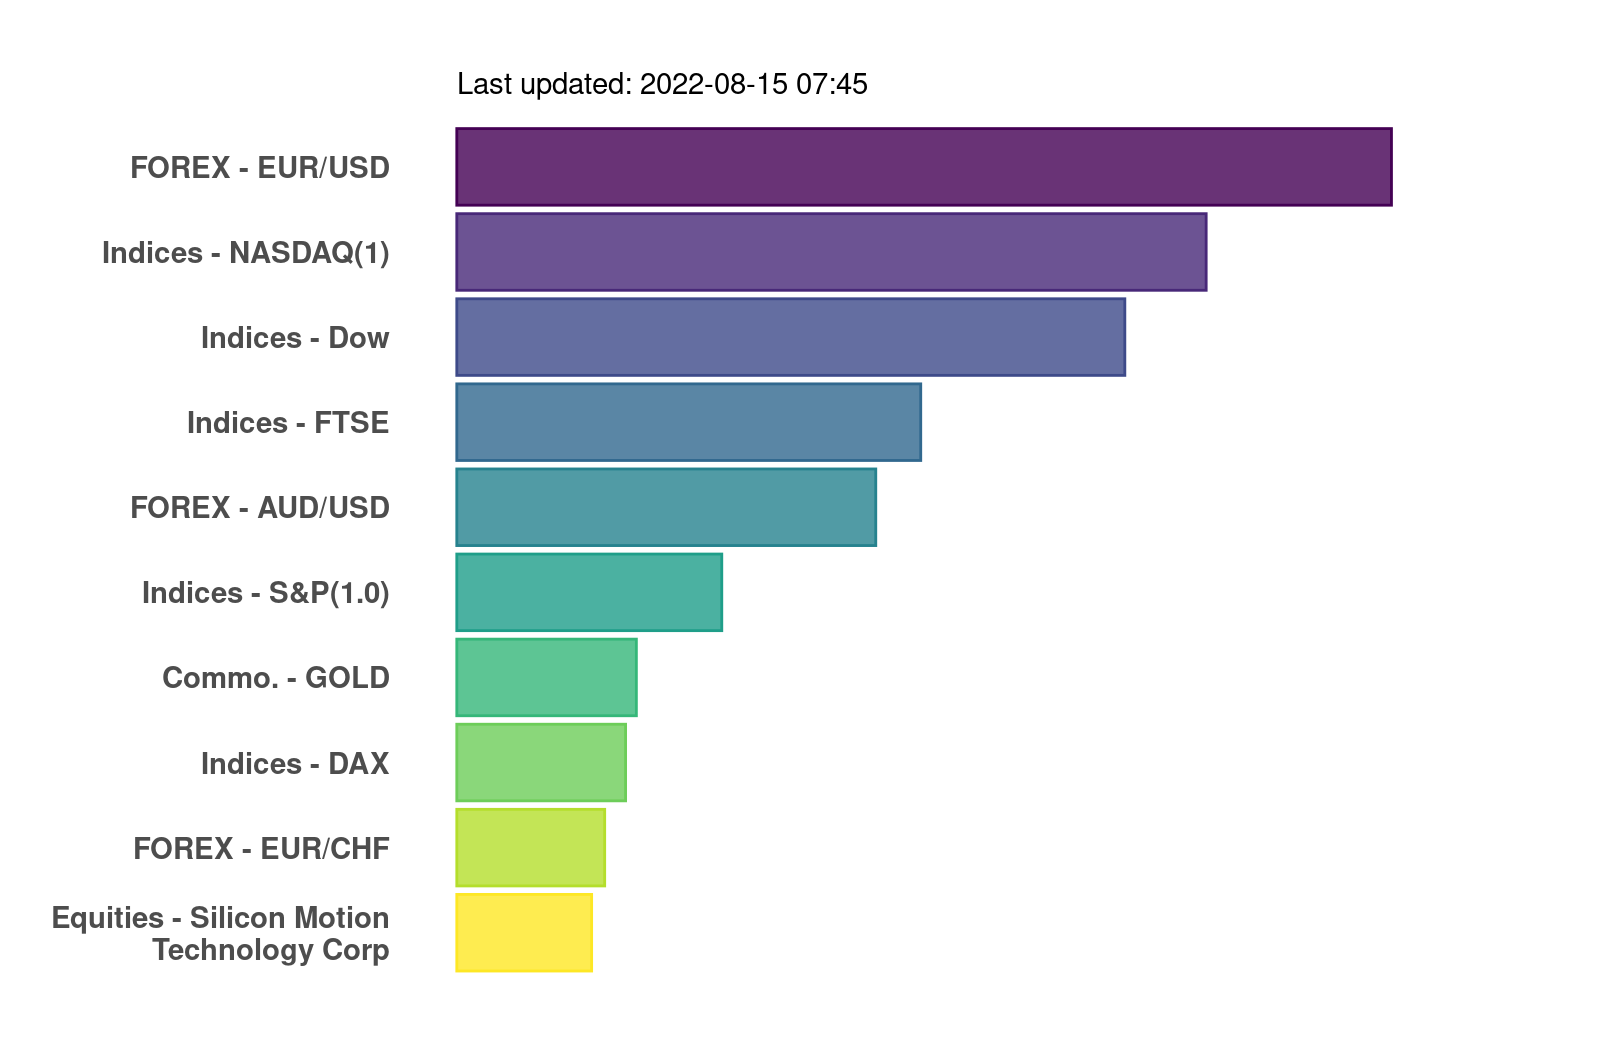 Last updated: 2022-08-15 07:45
FOREX - EUR/USD
Indices - NASDAQ(1)
Indices - Dow
Indices - FTSE
FOREX - AUD/USD
Indices - S&P(1.0)
Commo. - GOLD
Indices - DAX
FOREX - EUR/CHF
Equities - Silicon Motion
Technology Corp